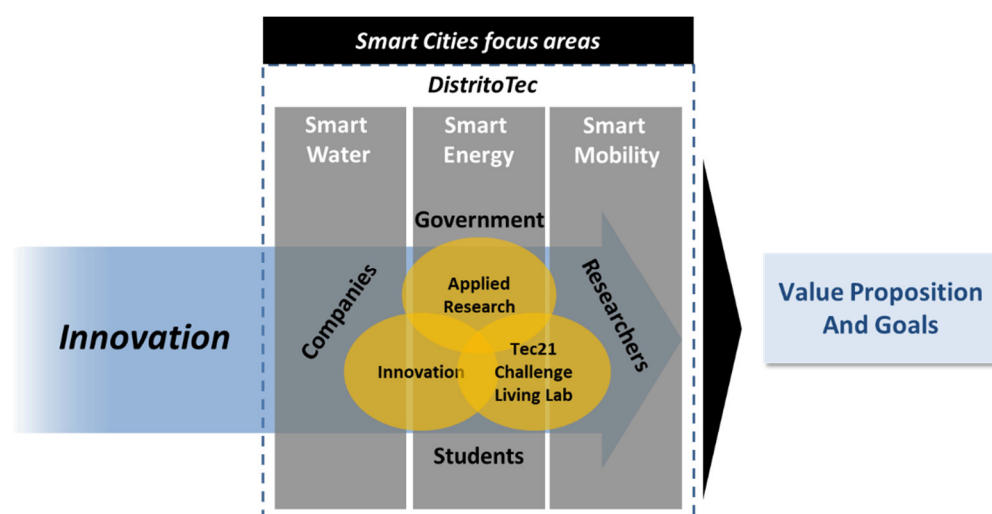 Smart Cities focus areas
DistritoTec
Smart
Water
Smart
Energy
Smart
Mobility
Government
Companies
Researchers
Applied
Research
Innovation
Tec21
Challenge
Living Lab
Students
Innovation
Value Proposition
And Goals